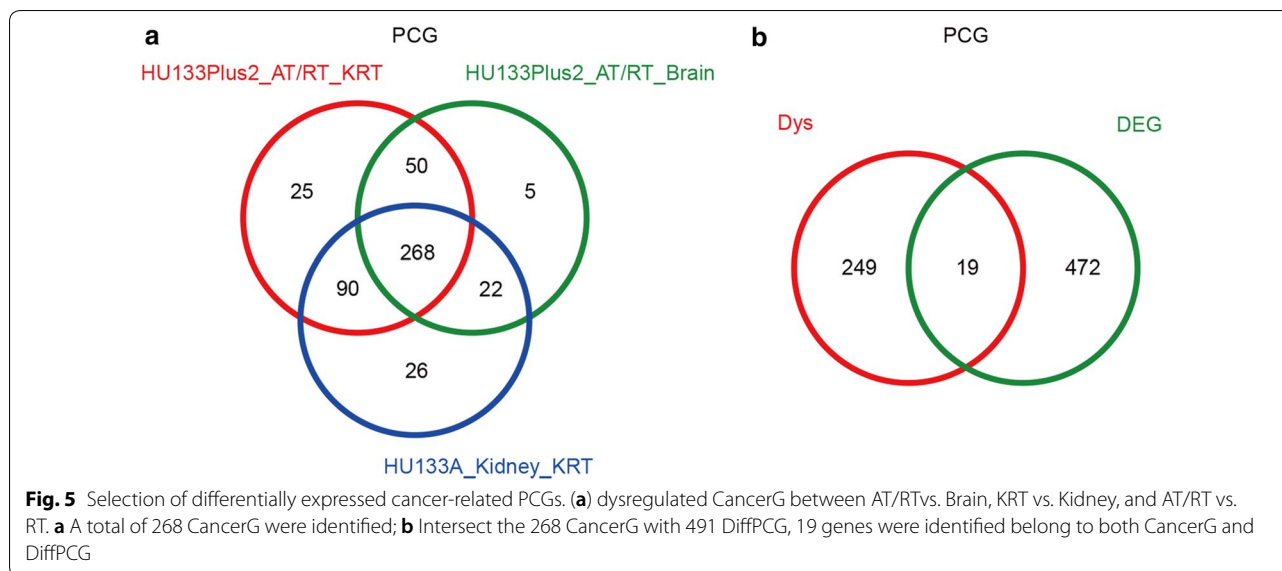 a
PCG
HU133Plus2_AT/RT_KRT
HU133Plus2_AT/RT_Brain
50
25
5
268
90
22
26
HU133A_Kidney_KRT
b
PCG
Dys
DEG
249
19
472
Fig. 5 Selection of differentially expressed cancer-related PCGs. (a) dysregulated CancerG between AT/RTvs. Brain, KRT vs. Kidney, and AT/RT vs.
RT. a A total of 268 CancerG were identified; b Intersect the 268 CancerG with 491 DiffPCG, 19 genes were identified belong to both CancerG and
DiffPCG